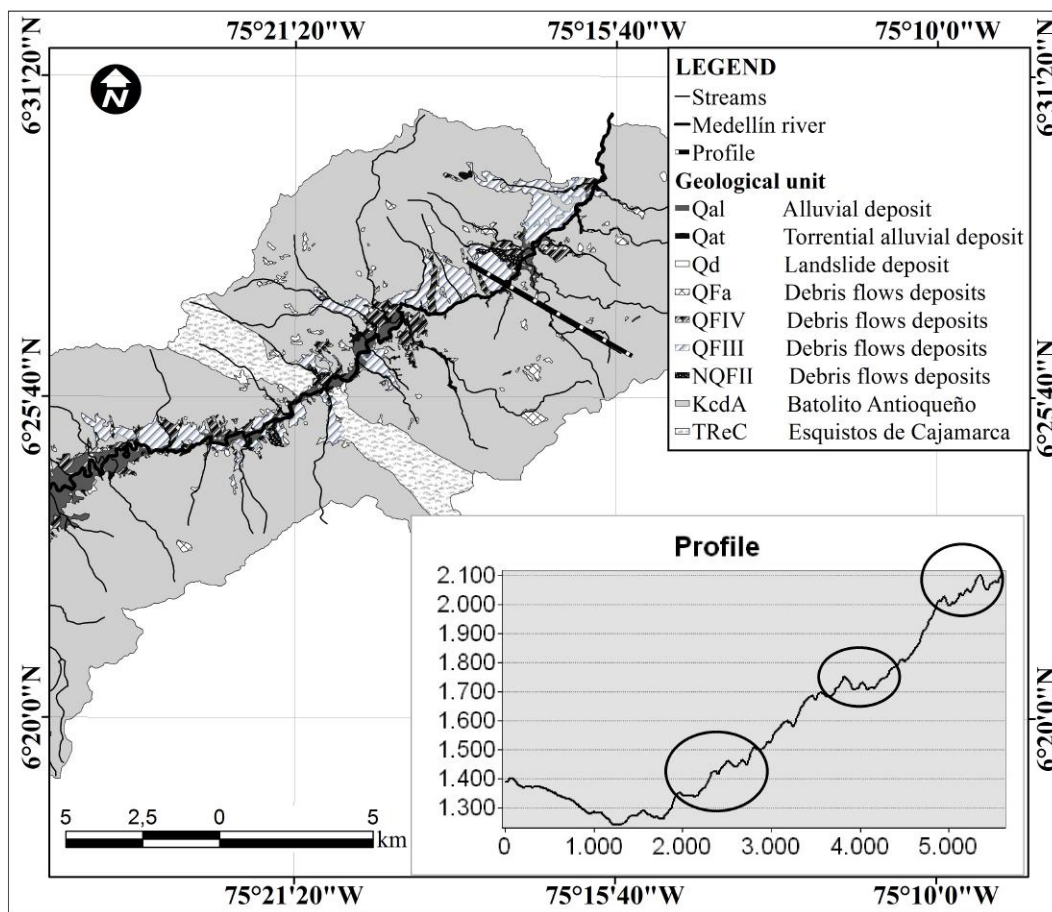 75°21'20"W 75°15'40"W 75°10'0"W
6°31'20"N
6°31'20"N
N
LEGEND
Streams
Medellín river
Profile
Geological unit
Qal Alluvial deposit
Qat Torrential alluvial deposit
Qd Landslide deposit
QFa Debris flows deposits
QFIV Debris flows deposits
QFIII Debris flows deposits
NQFII Debris flows deposits
KcdA Batolito Antioqueño
TReC Esquistos de Cajamarca
6°25'40"N
6°25'40"N
Profile
2.100
2.000
1.900
1.800
1.700
1.600
1.500
1.400
1.300
0 1.000 2.000 3.000 4.000 5.000
6°20'0"N
6°20'0"N
5 2,5 0 5
km
75°21'20"W 75°15'40"W 75°10'0"W